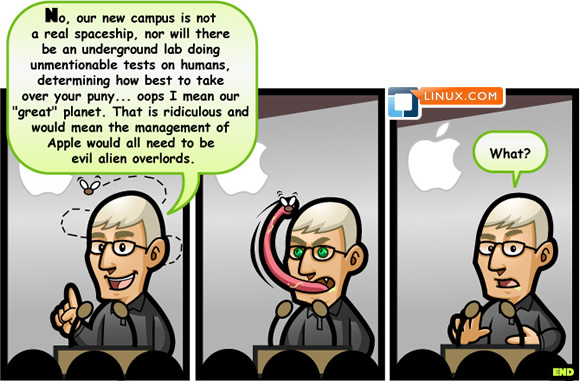 No, our new campus is not
a real spaceship, nor will there
be an underground lab doing
unmentionable tests on humans,
determining how best to take
over your puny... oops I mean our
"great" planet. That is ridiculous and
would mean the management of
Apple would all need to be
evil alien overlords.
LINUX.COM
What?
END